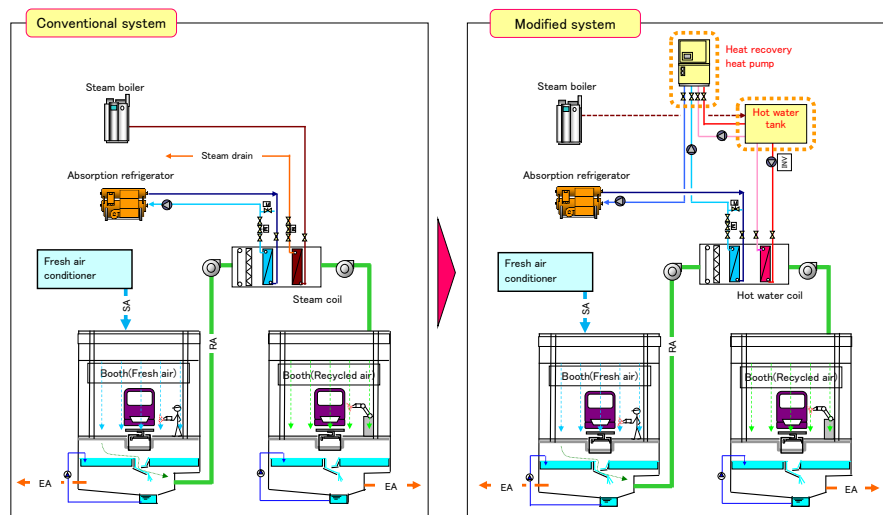 Conventional system
Steam boiler
Steam drain
Absorption refrigerator
Fresh air
conditioner
Steam coil
SA
RA
Booth(Fresh air)
Booth(Recycled air)
EA
EA
Modified system
Heat recovery
heat pump
Steam boiler
Hot water
tank
INV
Absorption refrigerator
Fresh air
conditioner
Hot water coil
SA
RA
Booth(Fresh air)
Booth(Recycled air)
EA
EA